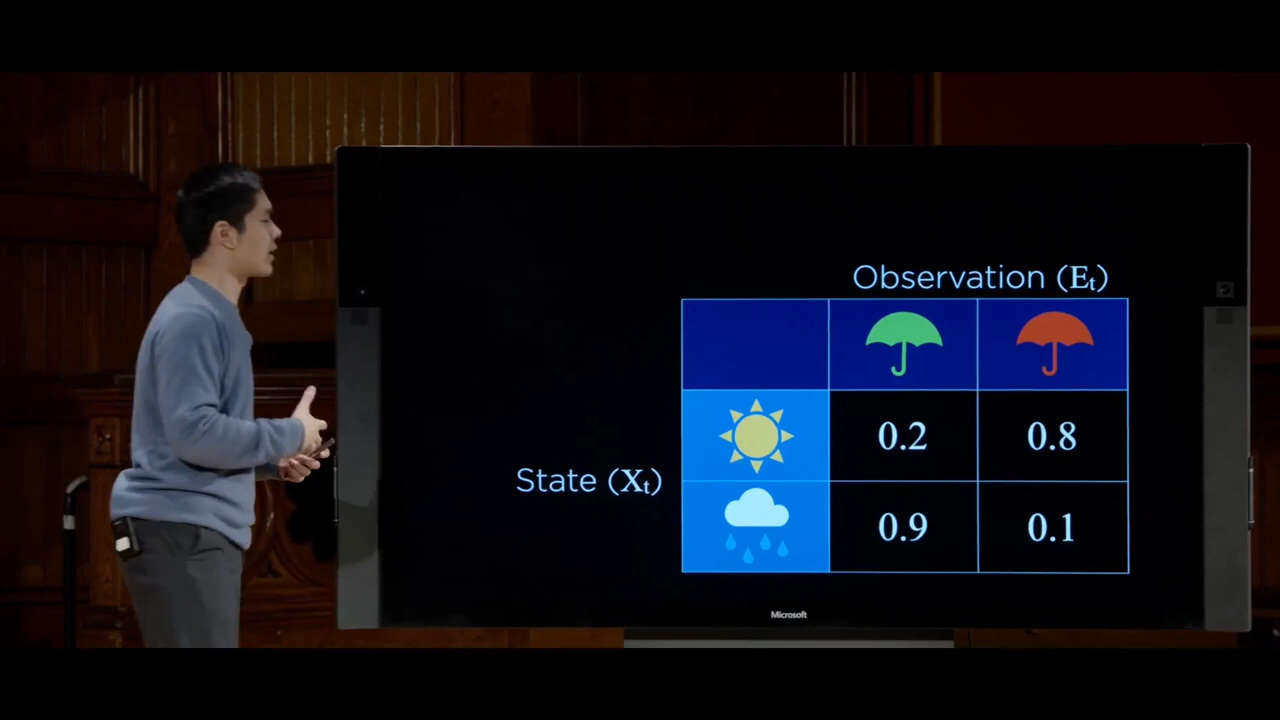 Observation (Eₜ)
0.2 0.8
State (Xₜ)
0.9 0.1
Microsoft